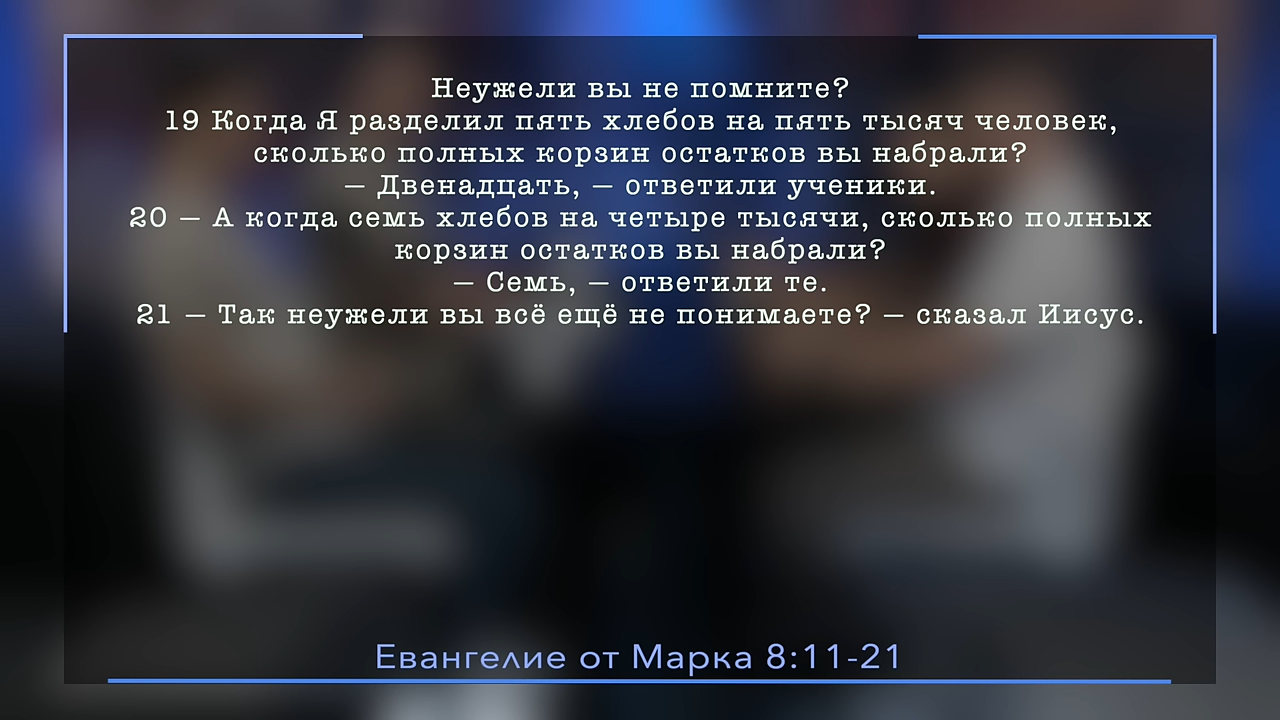 Неужели вы не помните?
19 Когда Я разделил пять хлебов на пять тысяч человек,
сколько полных корзин остатков вы набрали?
– Двенадцать, – ответили ученики.
20 – А когда семь хлебов на четыре тысячи, сколько полных
корзин остатков вы набрали?
– Семь, – ответили те.
21 – Так неужели вы всё ещё не понимаете? – сказал Иисус.
Евангелие от Марка 8:11-21